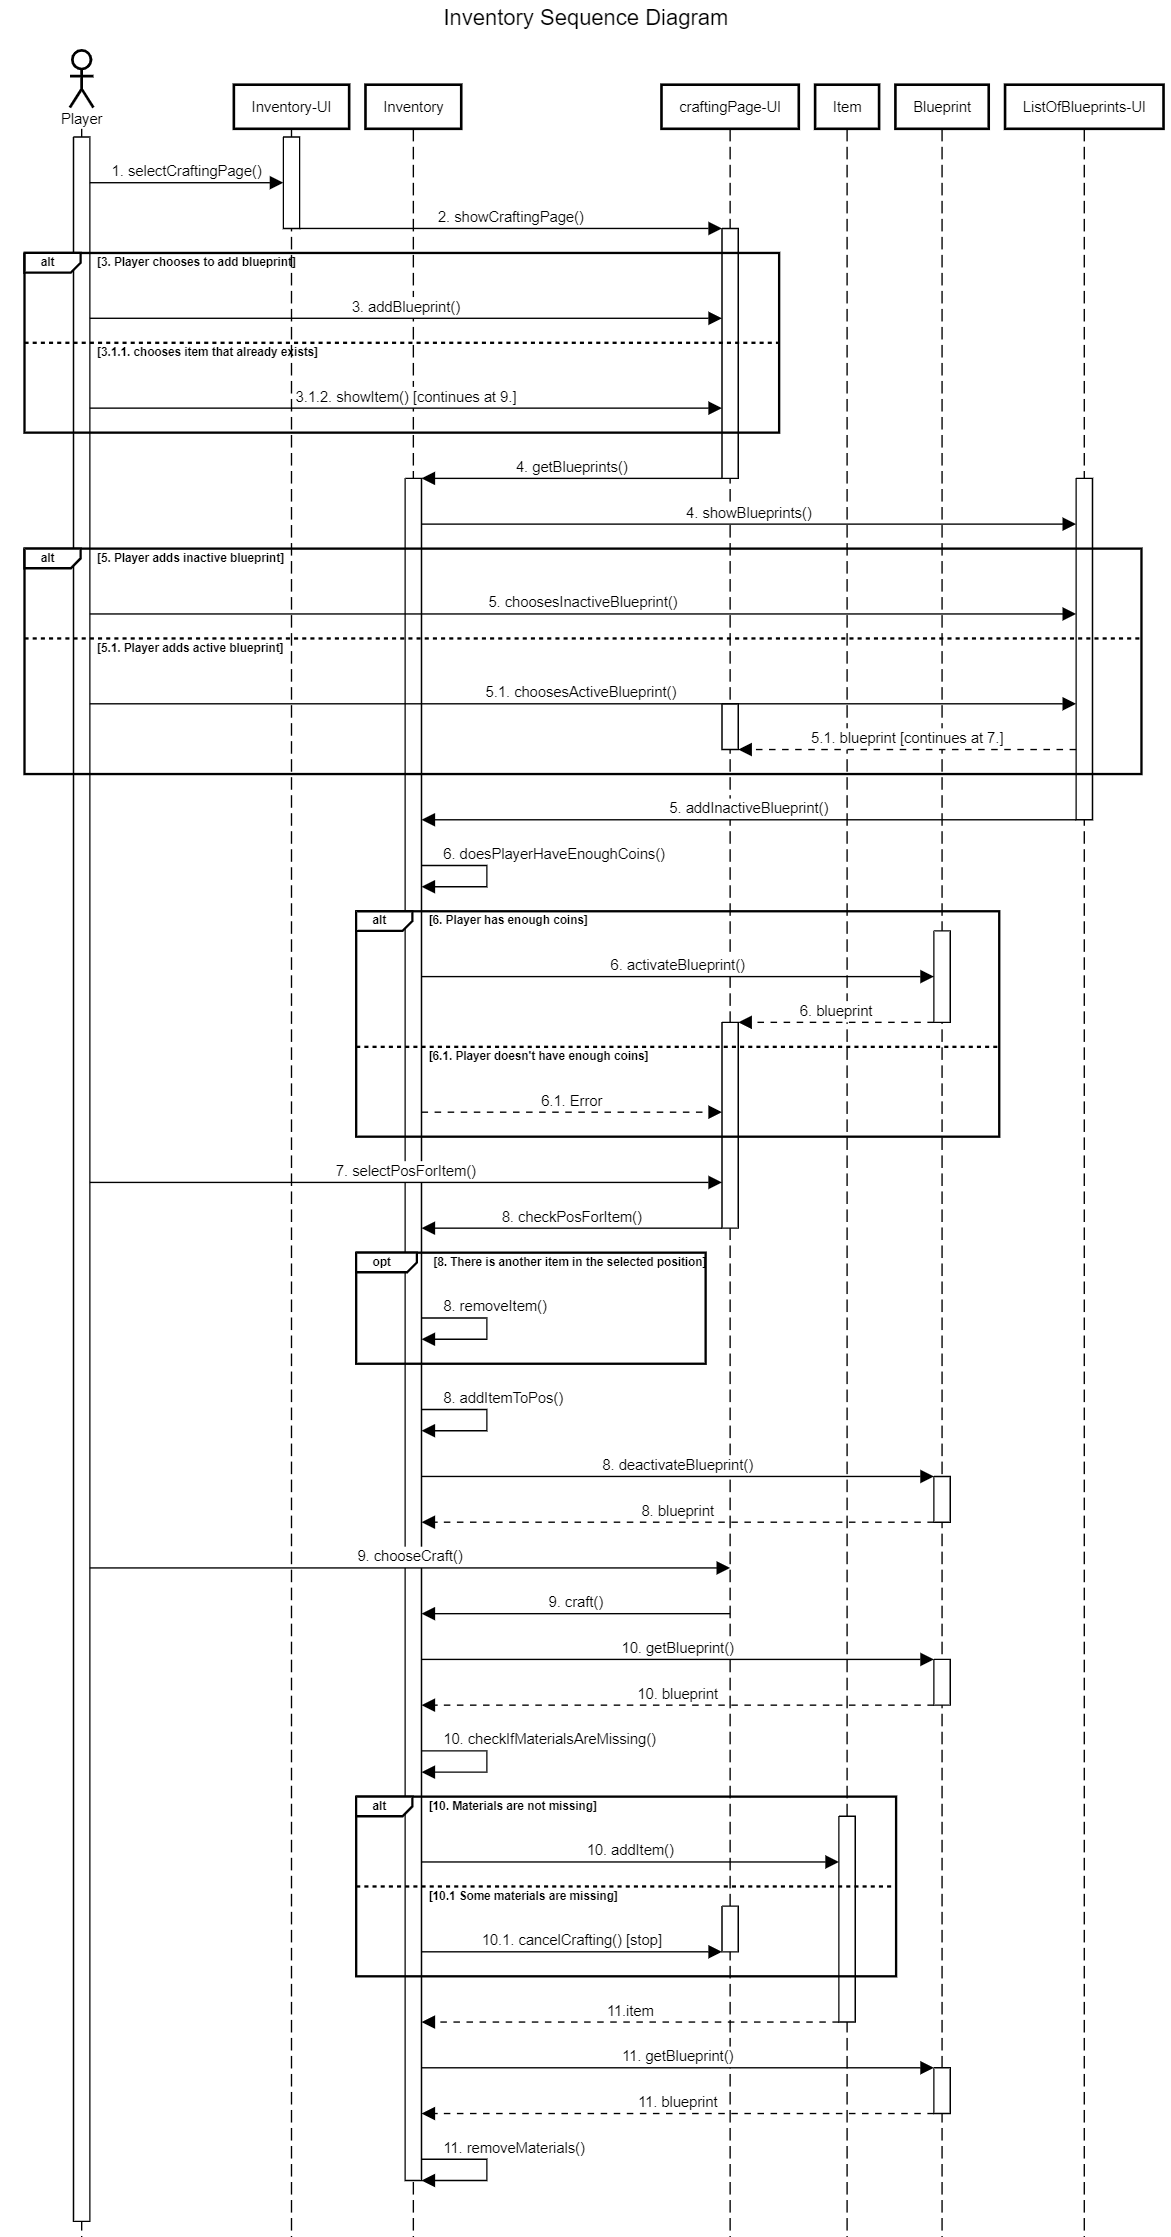 Inventory Sequence Diagram
Player
Inventory-UI
Inventory
craftingPage-UI
Item
Blueprint
ListOfBlueprints-UI
1. selectCraftingPage()
2. showCraftingPage()
alt
[3. Player chooses to add blueprint]
3. addBlueprint()
[3.1.1. chooses item that already exists]
3.1.2. showItem() [continues at 9.]
4. getBlueprints()
4. showBlueprints()
alt
[5. Player adds inactive blueprint]
5. choosesInactiveBlueprint()
[5.1. Player adds active blueprint]
5.1. choosesActiveBlueprint()
5.1. blueprint [continues at 7.]
5. addInactiveBlueprint()
6. doesPlayerHaveEnoughCoins()
alt
[6. Player has enough coins]
6. activateBlueprint()
6. blueprint
[6.1. Player doesn't have enough coins]
6.1. Error
7. selectPosForItem()
8. checkPosForItem()
opt
[8. There is another item in the selected position]
8. removeItem()
8. addItemToPos()
8. deactivateBlueprint()
8. blueprint
9. chooseCraft()
9. craft()
10. getBlueprint()
10. blueprint
10. checkIfMaterialsAreMissing()
alt
[10. Materials are not missing]
10. addItem()
[10.1 Some materials are missing]
10.1. cancelCrafting() [stop]
11.item
11. getBlueprint()
11. blueprint
11. removeMaterials()